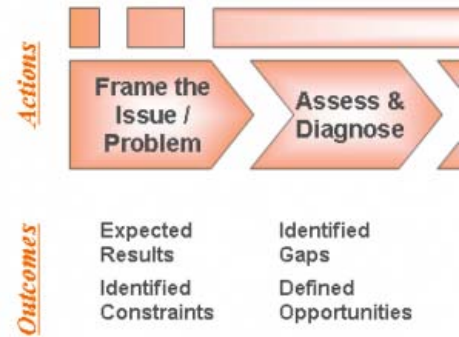 Actions
Frame the
Issue /
Problem
Assess &
Diagnose
Outcomes
Expected
Results
Identified
Constraints
Identified
Gaps
Defined
Opportunities